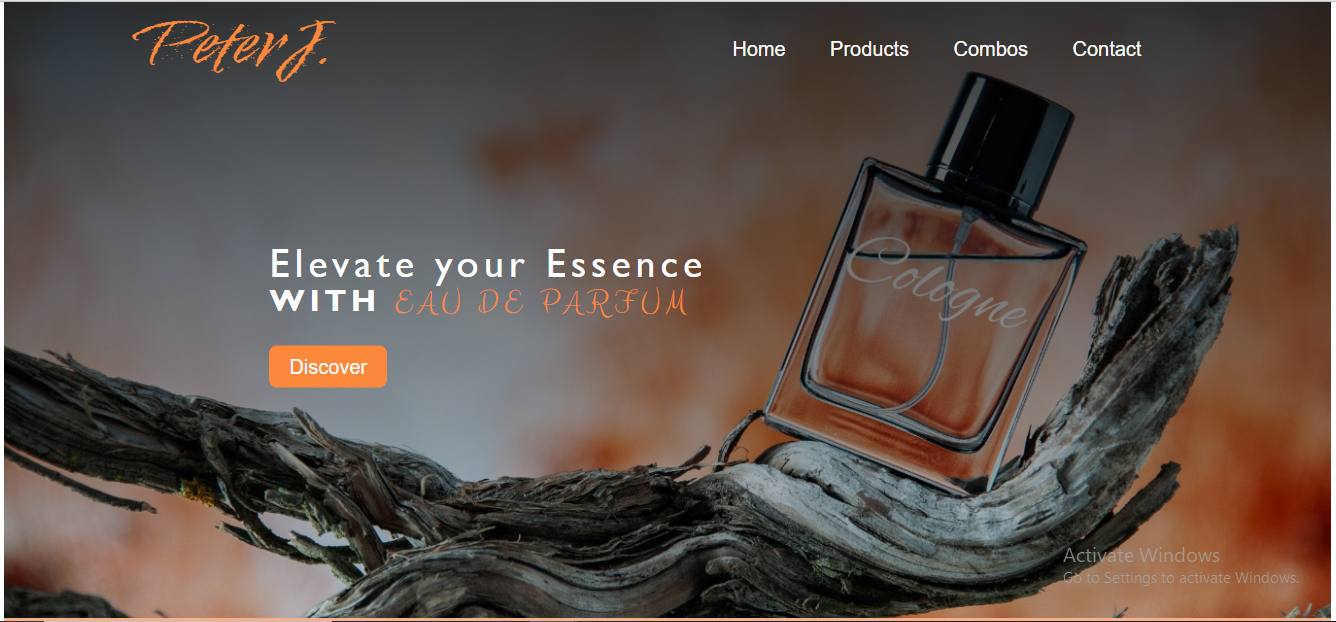 Peter J.
Home Products Combos Contact
Elevate your Essence
WITH EAU DE PARFUM
Discover
Cologne
Activate Windows
Go to Settings to activate Windows.